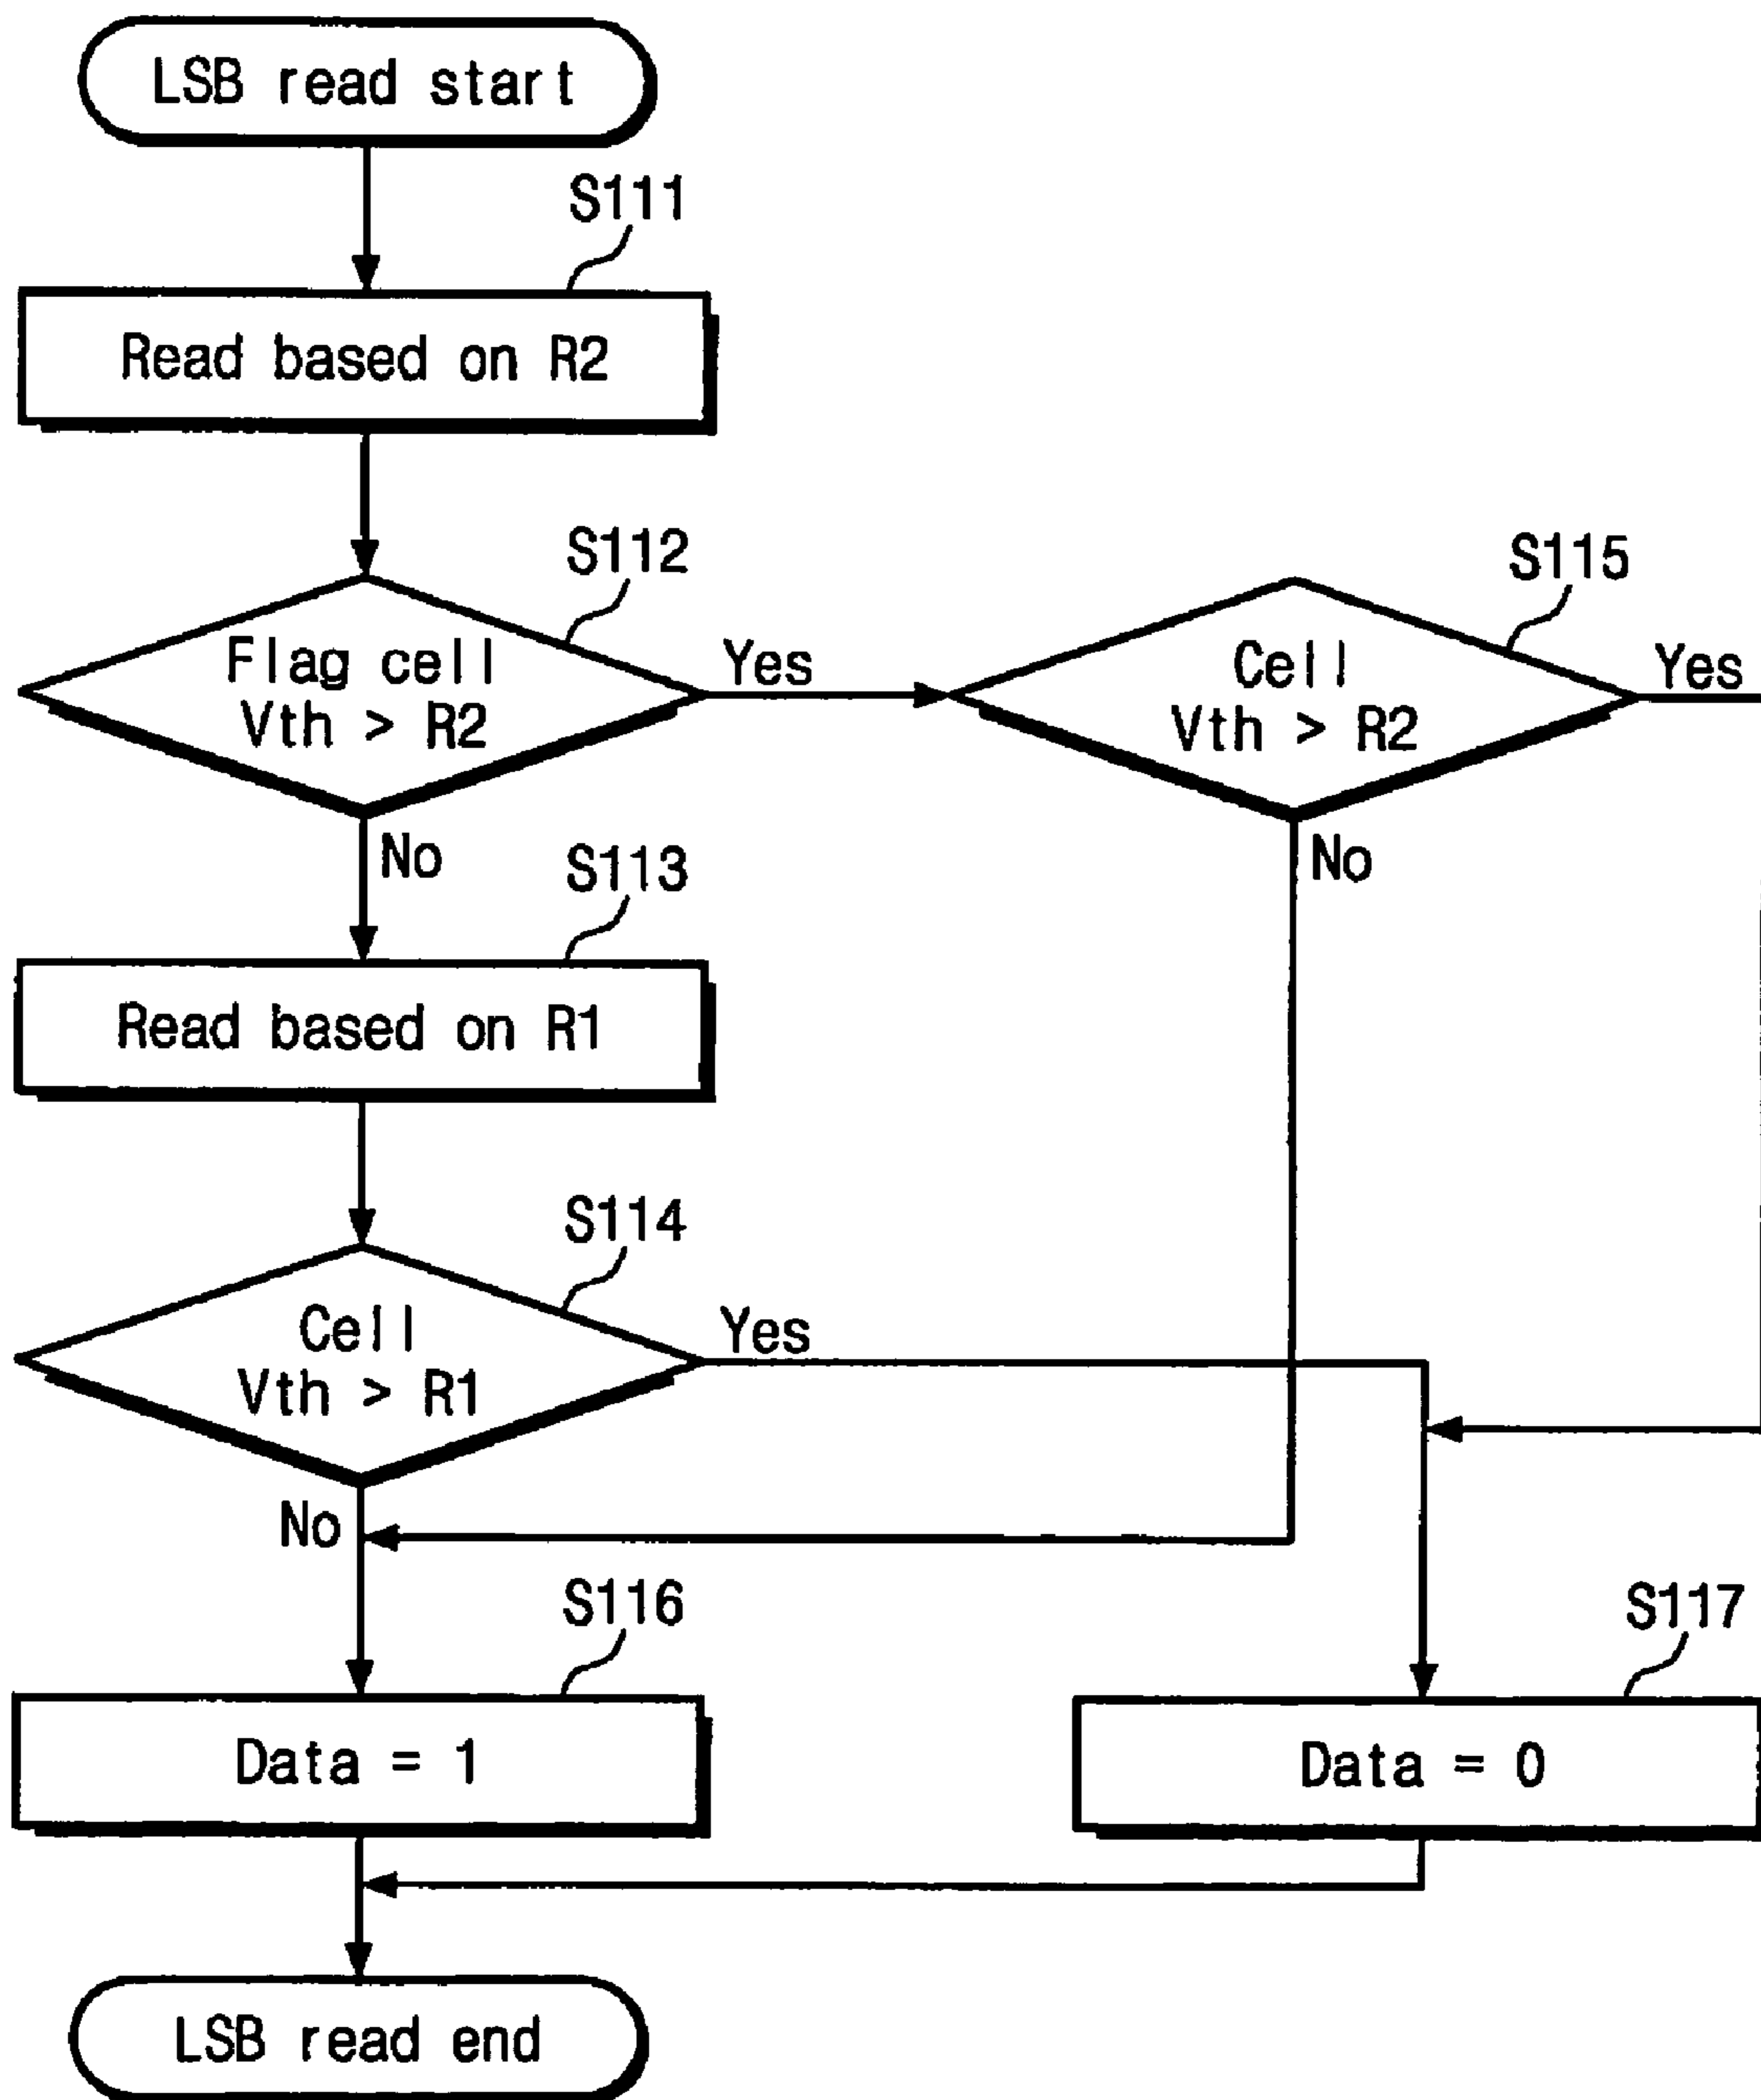 LSB read start
S111
Read based on R2
S112
Flag cell
Vth > R2
Yes
No
S115
Cell
Vth > R2
Yes
No
S113
Read based on R1
S114
Cell
Vth > R1
Yes
No
S116
Data = 1
S117
Data = 0
LSB read end